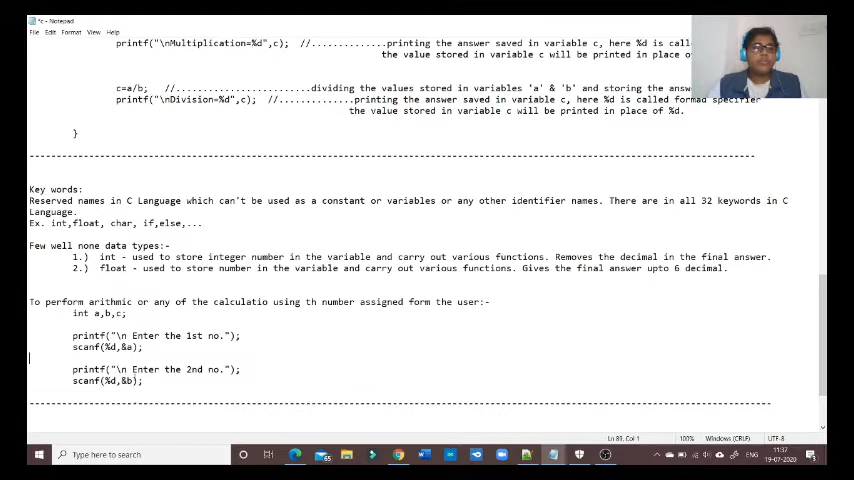 *c - Notepad
File Edit Format View Help
printf("\nMultiplication=%d",c); //..............printing the answer saved in variable c, here %d is calle
the value stored in variable c will be printed in place of
c=a/b; //........................dividing the values stored in variables 'a' & 'b' and storing the answ
printf("\nDivision=%d",c); //..............printing the answer saved in variable c, here %d is called format specifier
the value stored in variable c will be printed in place of %d.
}
Key words:
Reserved names in C Language which can't be used as a constant or variables or any other identifier names. There are in all 32 keywords in C
Language.
Ex. int,float, char, if,else,...
Few well none data types:-
1.) int - used to store integer number in the variable and carry out various functions. Removes the decimal in the final answer.
2.) float - used to store number in the variable and carry out various functions. Gives the final answer upto 6 decimal.
To perform arithmic or any of the calculatio using th number assigned form the user:-
int a,b,c;
printf("\n Enter the 1st no.");
scanf(%d,&a);
printf("\n Enter the 2nd no.");
scanf(%d,&b);
Ln 89, Col 1 100% Windows (CRLF) UTF-8
Type here to search 65 11:37
19-07-2020 3